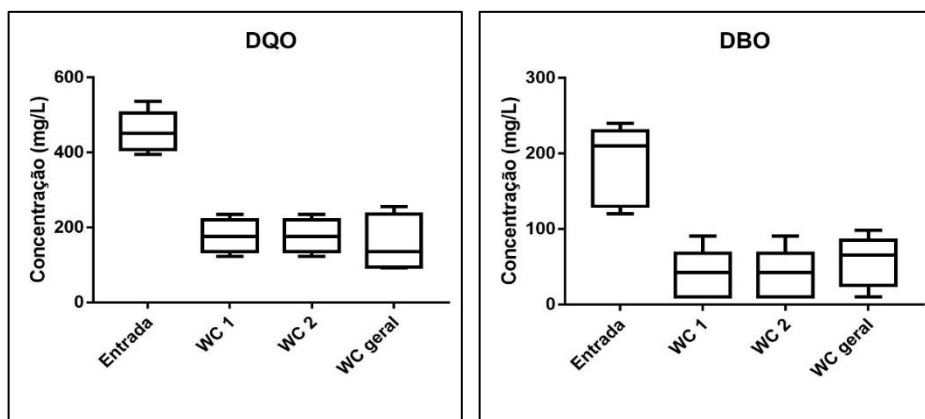 DQO
Concentração (mg/L)
600
400
200
0
Entrada
WC 1
WC 2
WC geral
DBO
Concentração (mg/L)
300
200
100
0
Entrada
WC 1
WC 2
WC geral